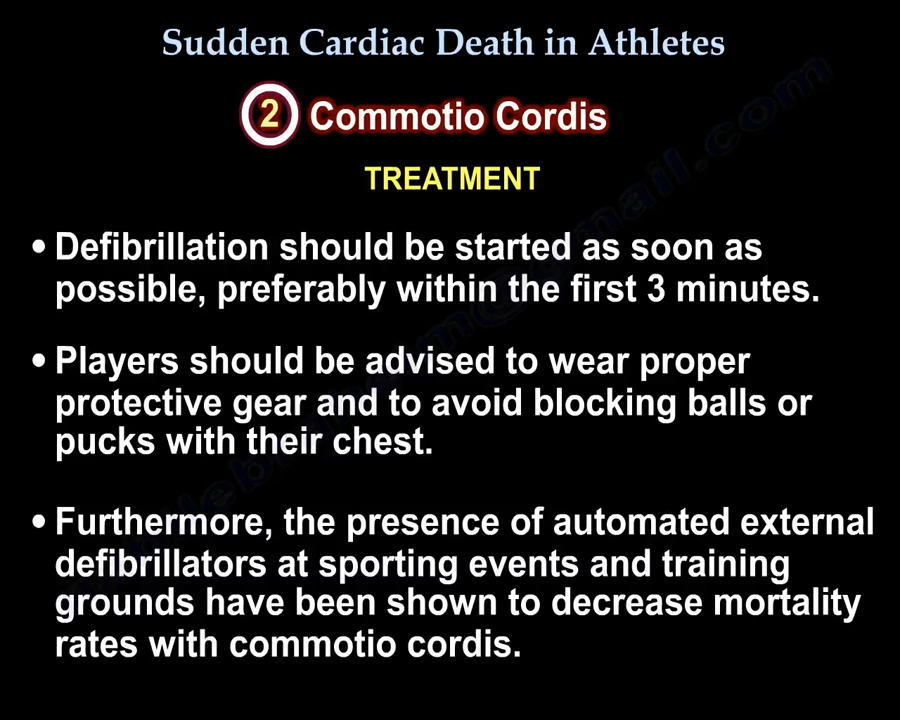 Sudden Cardiac Death in Athletes
2 Commotio Cordis
TREATMENT
• Defibrillation should be started as soon as
possible, preferably within the first 3 minutes.
• Players should be advised to wear proper
protective gear and to avoid blocking balls or
pucks with their chest.
• Furthermore, the presence of automated external
defibrillators at sporting events and training
grounds have been shown to decrease mortality
rates with commotio cordis.